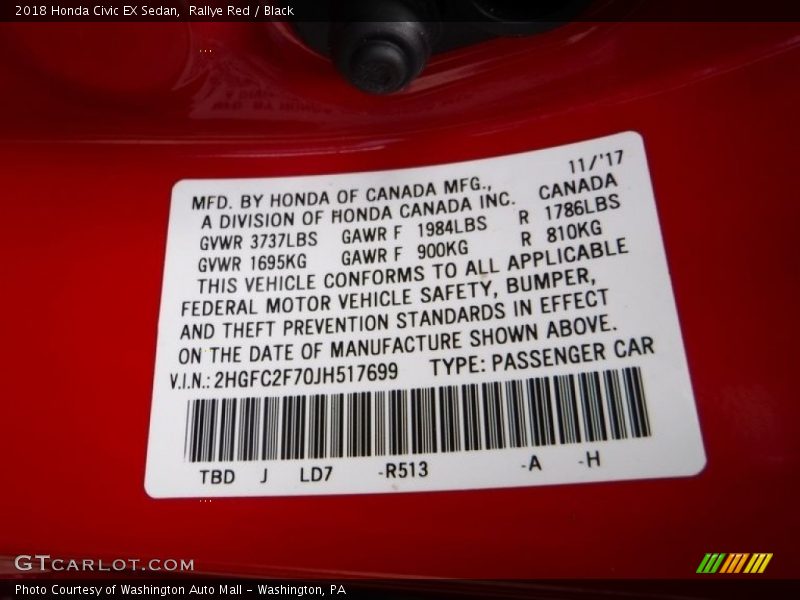 2018 Honda Civic EX Sedan,  Rallye Red / Black
MFD. BY HONDA OF CANADA MFG., 11/'17
A DIVISION OF HONDA CANADA INC. CANADA
GVWR 3737LBS GAWR F 1984LBS R 1786LBS
GVWR 1695KG GAWR F 900KG R 810KG
THIS VEHICLE CONFORMS TO ALL APPLICABLE
FEDERAL MOTOR VEHICLE SAFETY, BUMPER,
AND THEFT PREVENTION STANDARDS IN EFFECT
ON THE DATE OF MANUFACTURE SHOWN ABOVE.
V.I.N.: 2HGFC2F70JH517699 TYPE: PASSENGER CAR
TBD J LD7 -R513 -A -H
GTCARLOT.COM
Photo Courtesy of Washington Auto Mall - Washington, PA